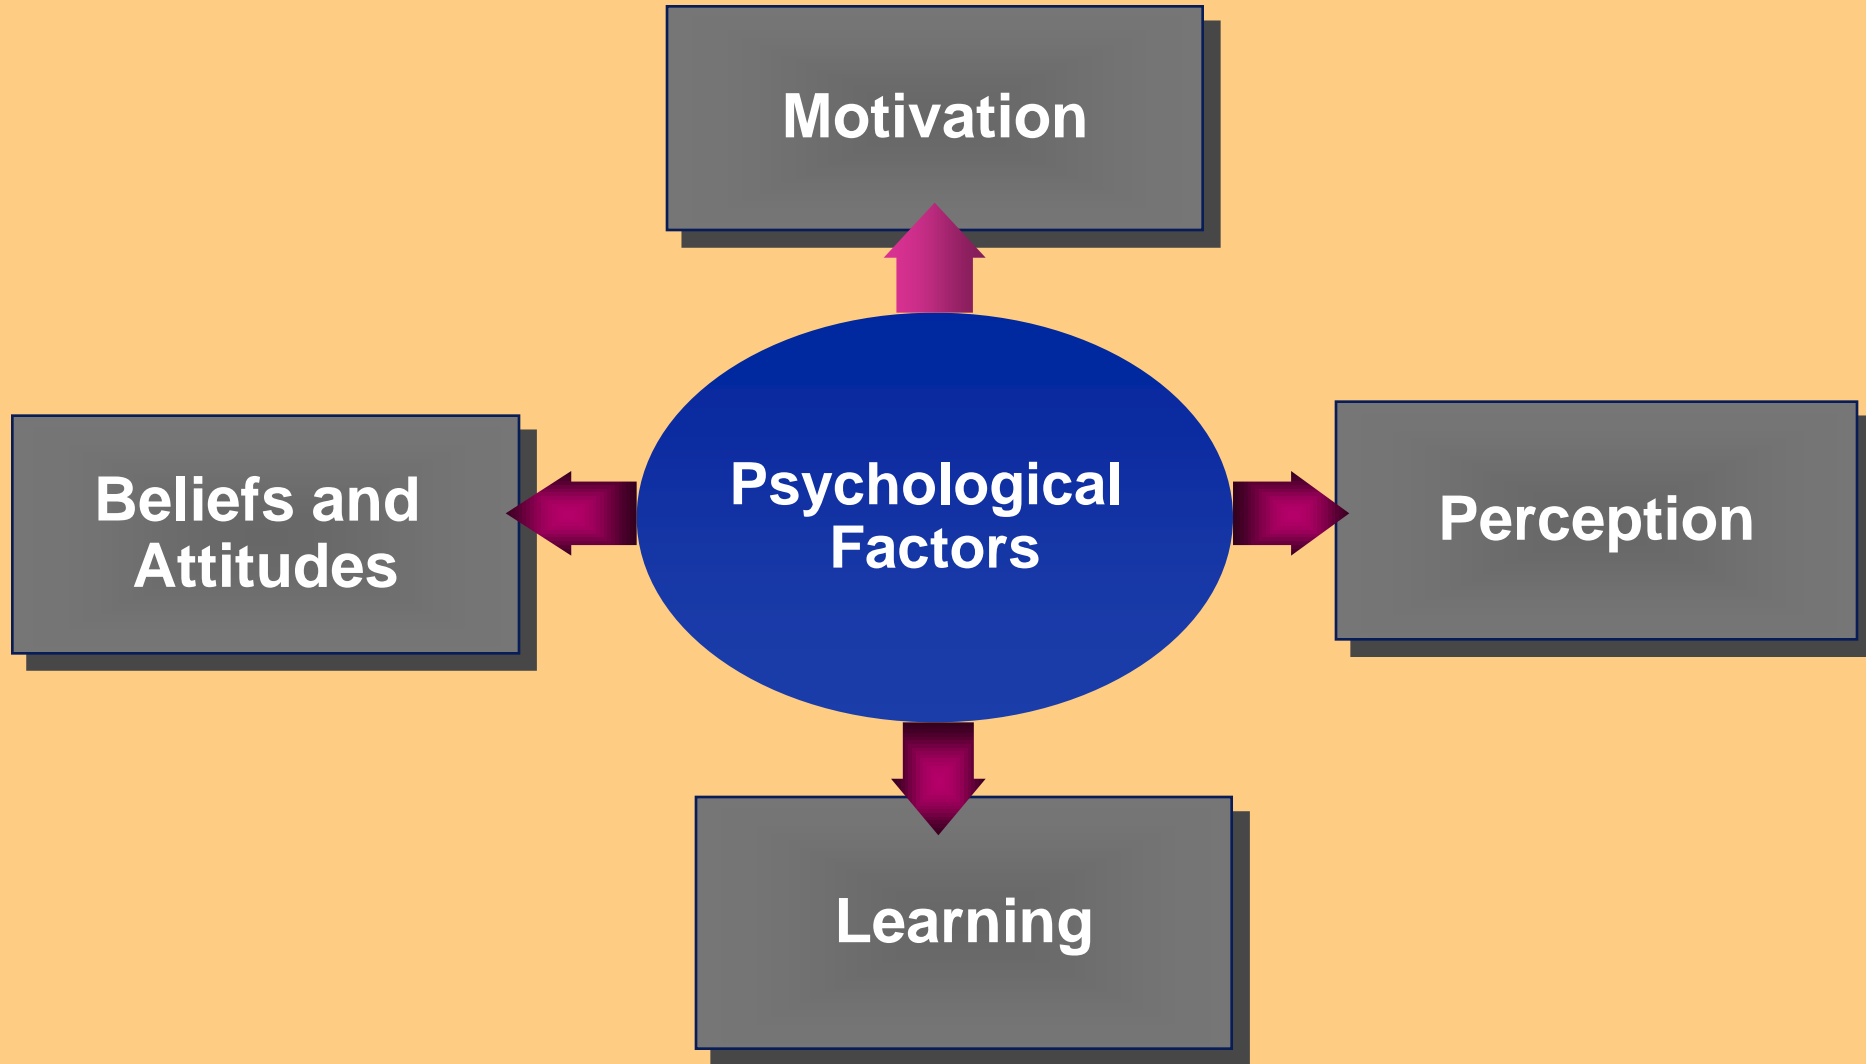 Motivation
Beliefs and
Attitudes
Psychological
Factors
Perception
Learning